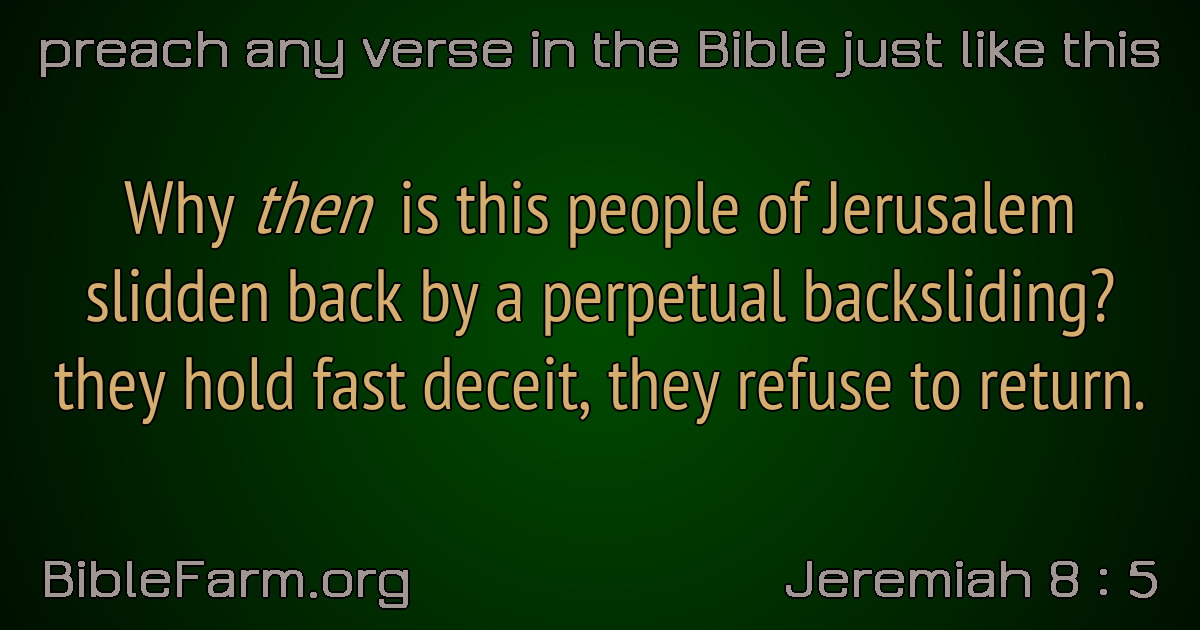 preach any verse in the Bible just like this
Why then is this people of Jerusalem
slidden back by a perpetual backsliding?
they hold fast deceit, they refuse to return.
BibleFarm.org
Jeremiah 8 : 5